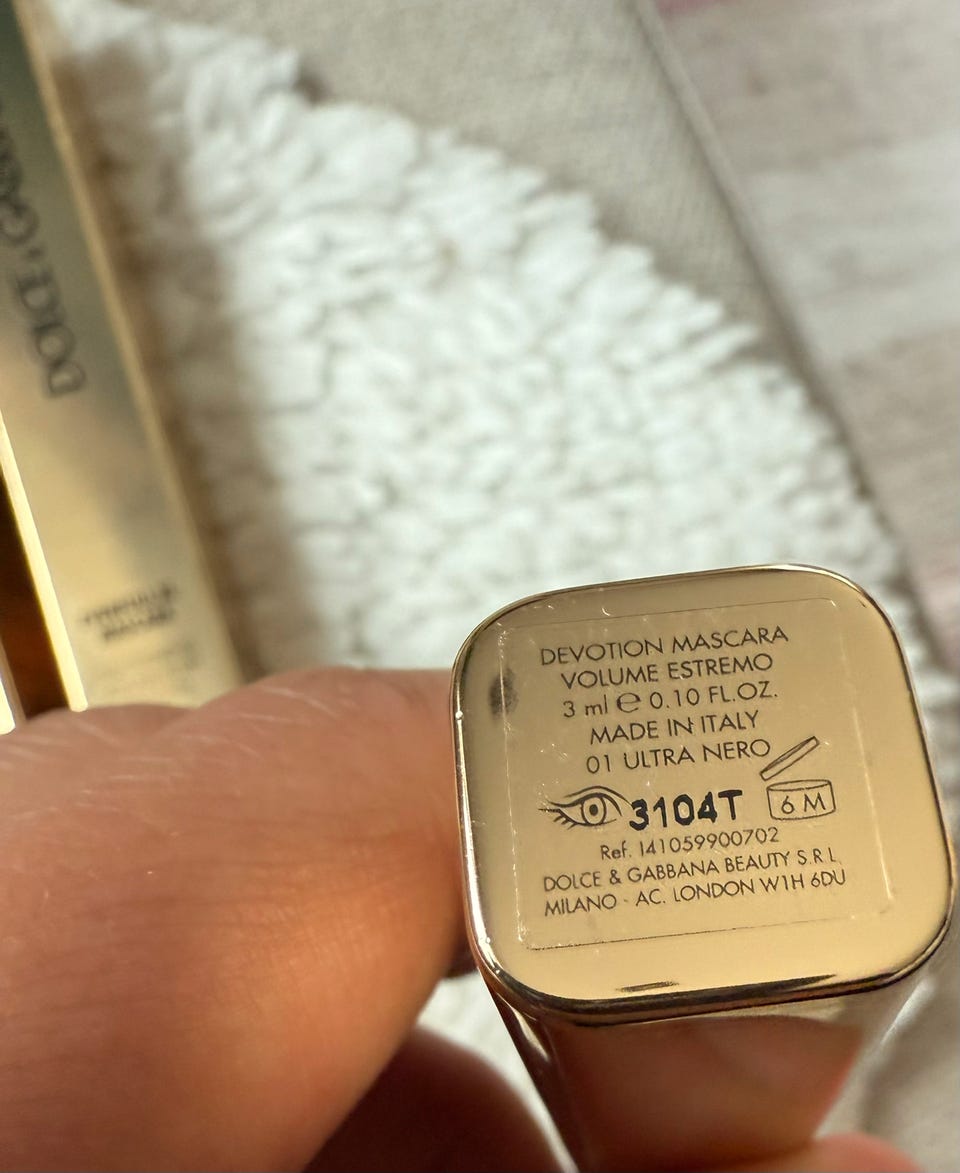 DOLCE & GABBANA
DEVOTION MASCARA
VOLUME ESTREMO
3 ml ℮ 0.10 FL.OZ.
MADE IN ITALY
01 ULTRA NERO
3104T 6 M
Ref. 141059900702
DOLCE & GABBANA BEAUTY S.R.L.
MILANO - AC. LONDON W1H 6DU